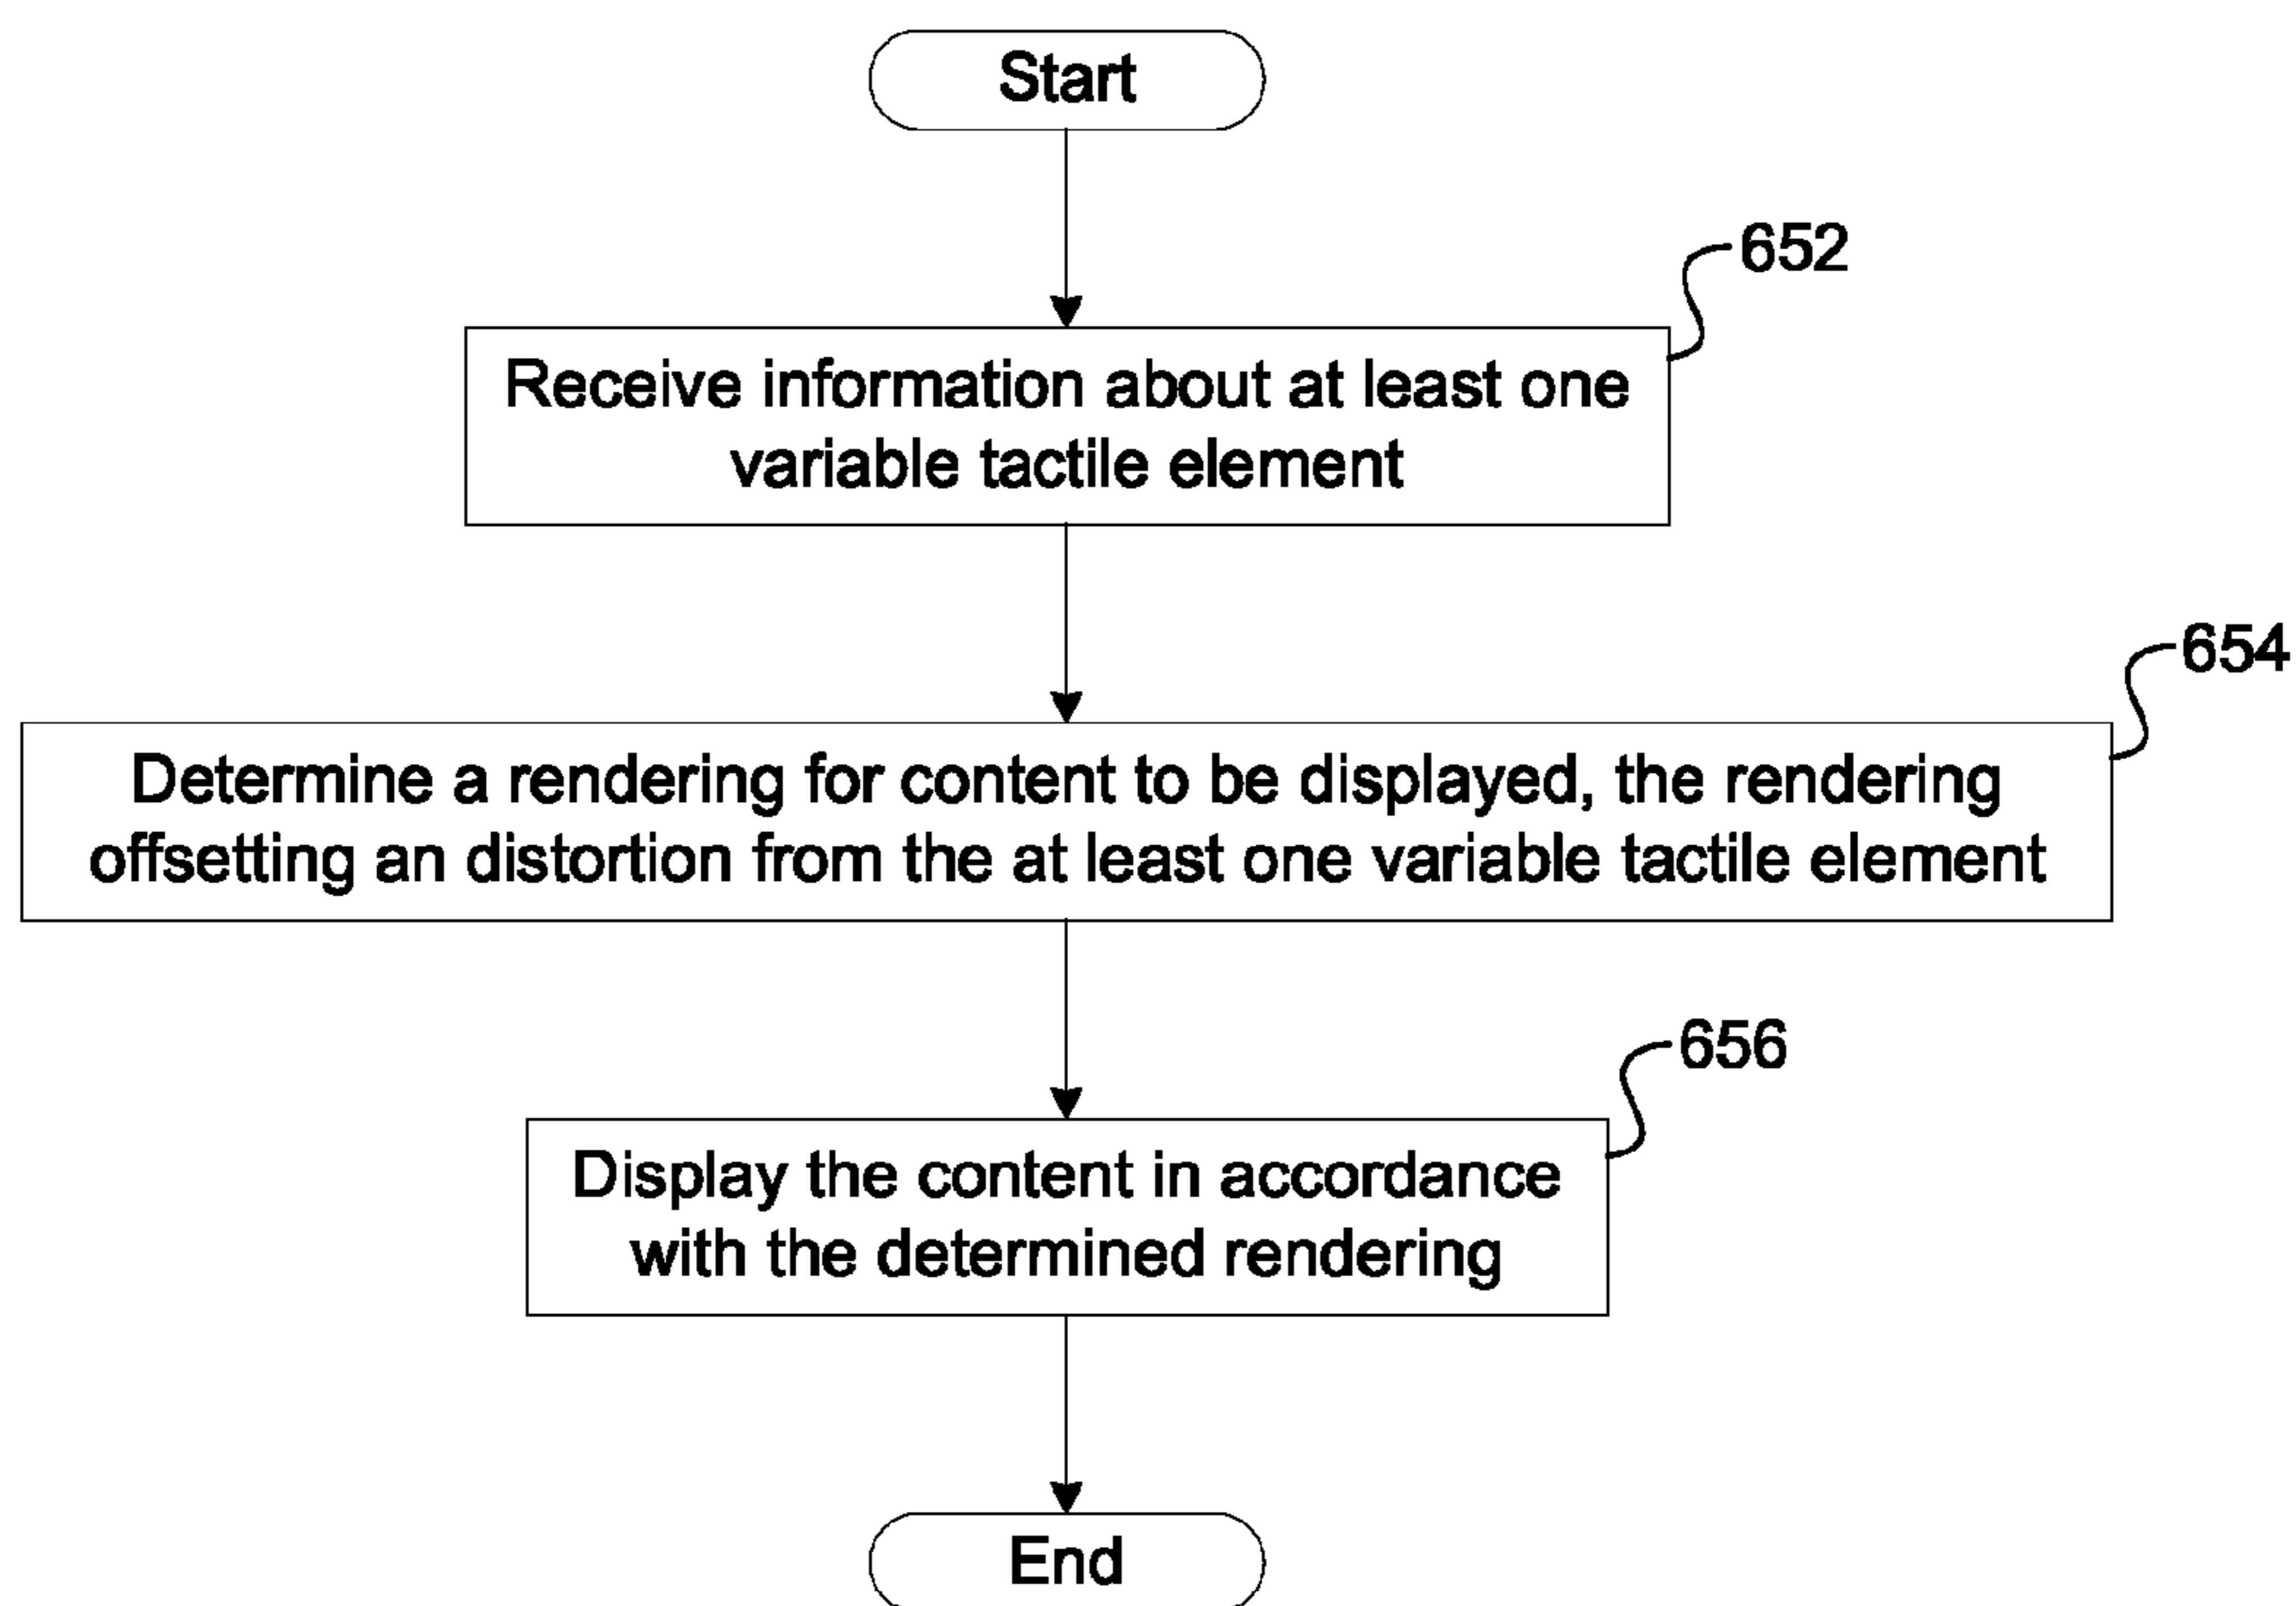 Start
652
Receive information about at least one
variable tactile element
654
Determine a rendering for content to be displayed, the rendering
offsetting an distortion from the at least one variable tactile element
656
Display the content in accordance
with the determined rendering
End